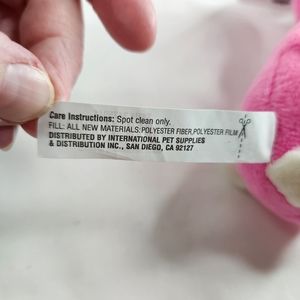 Care Instructions: Spot clean only.
FILL: ALL NEW MATERIALS:POLYESTER FIBER,POLYESTER FILM
DISTRIBUTED BY INTERNATIONAL PET SUPPLIES
& DISTRIBUTION INC., SAN DIEGO, CA 92127